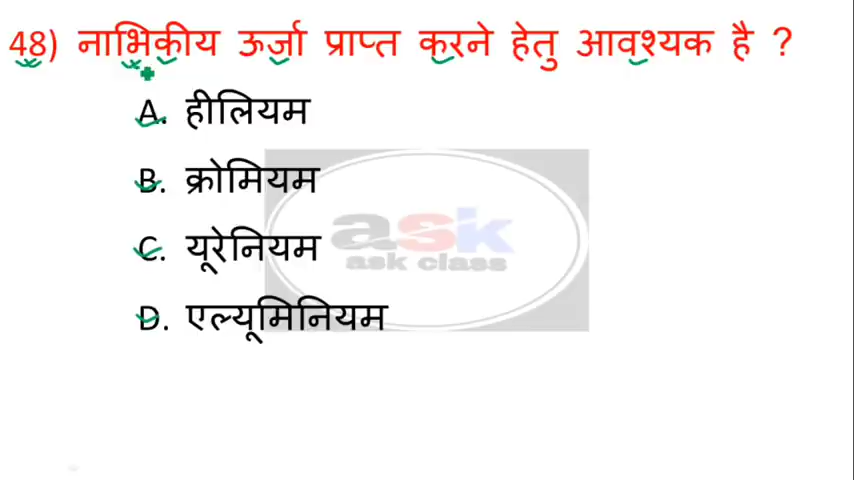 48) नाभिकीय ऊर्जा प्राप्त करने हेतु आवश्यक है ?
A. हीलियम
B. क्रोमियम
C. यूरेनियम
D. एल्यूमिनियम
ask
ask class